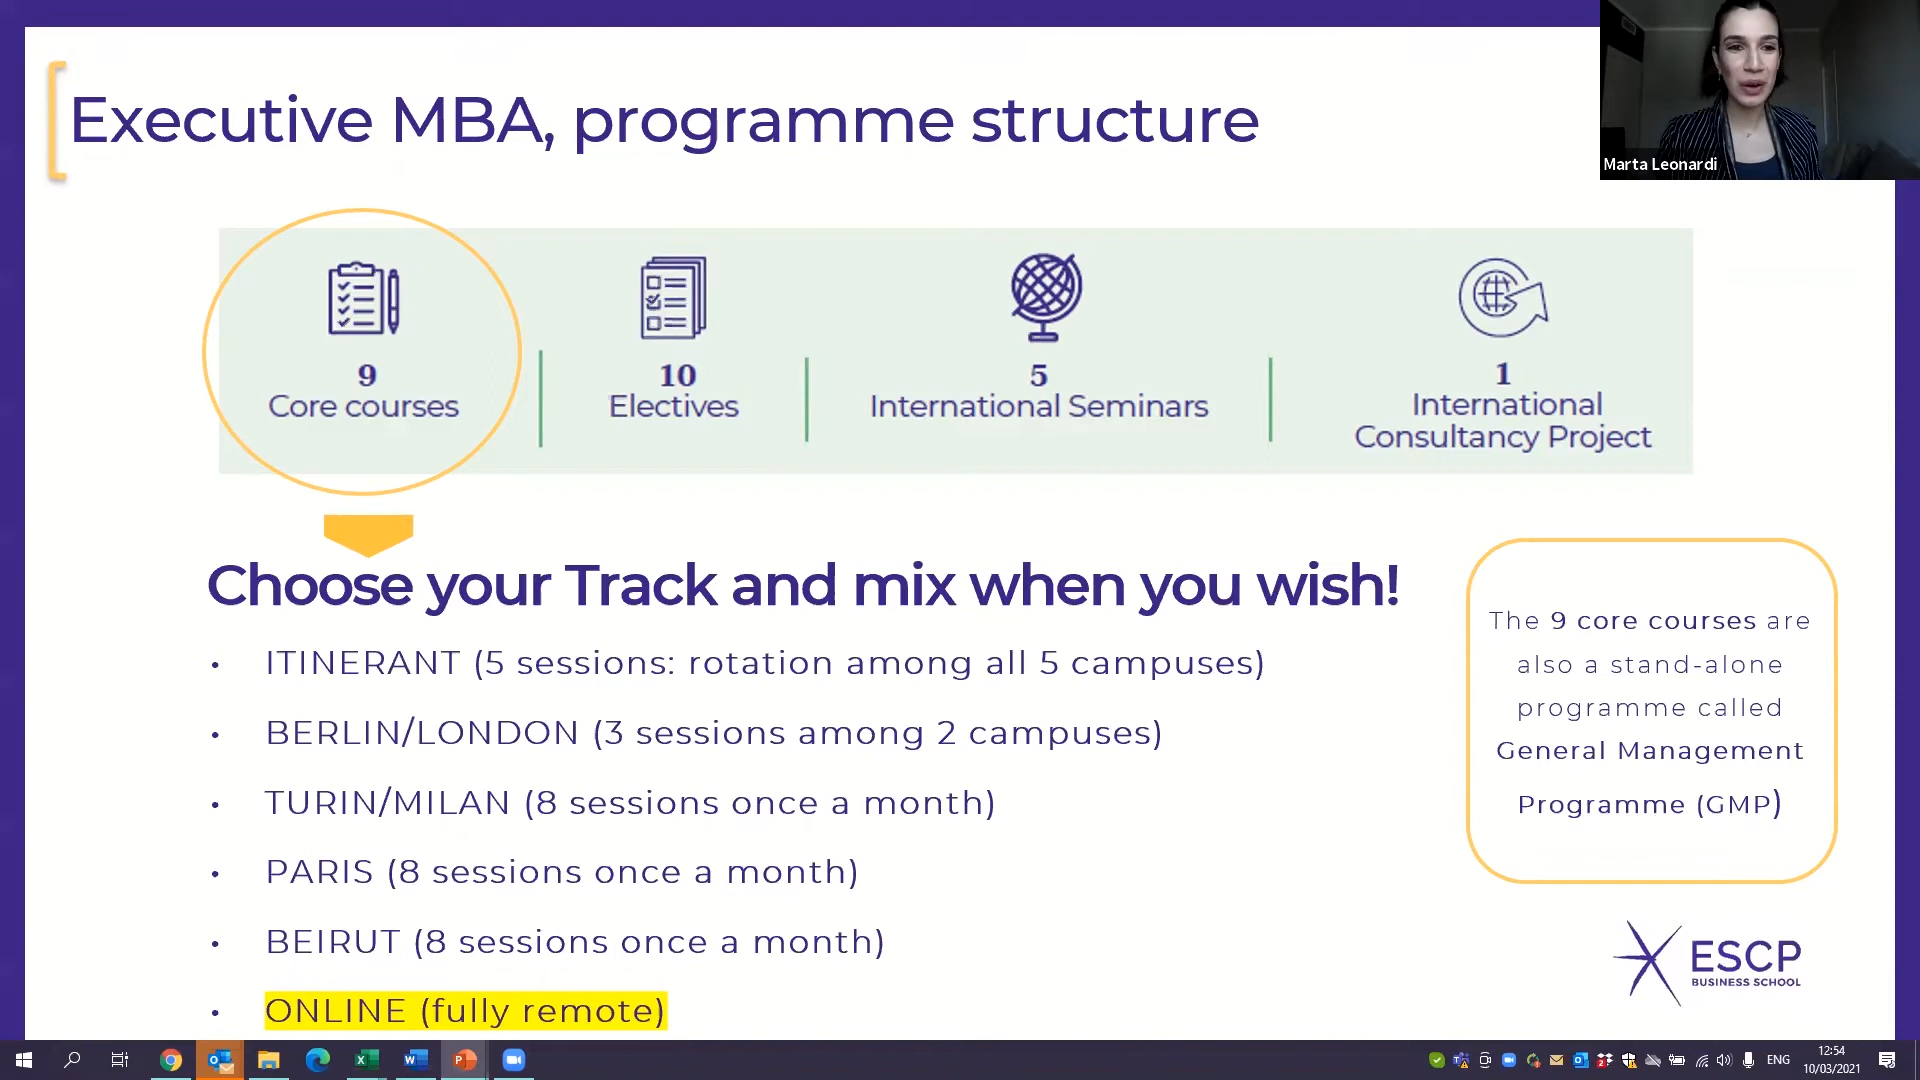 Executive MBA, programme structure
Marta Leonardi
9
Core courses
10
Electives
5
International Seminars
1
International
Consultancy Project
Choose your Track and mix when you wish!
• ITINERANT (5 sessions: rotation among all 5 campuses)
• BERLIN/LONDON (3 sessions among 2 campuses)
• TURIN/MILAN (8 sessions once a month)
• PARIS (8 sessions once a month)
• BEIRUT (8 sessions once a month)
• ONLINE (fully remote)
The 9 core courses are
also a stand-alone
programme called
General Management
Programme (GMP)
ESCP
BUSINESS SCHOOL
ENG
12:54
10/03/2021